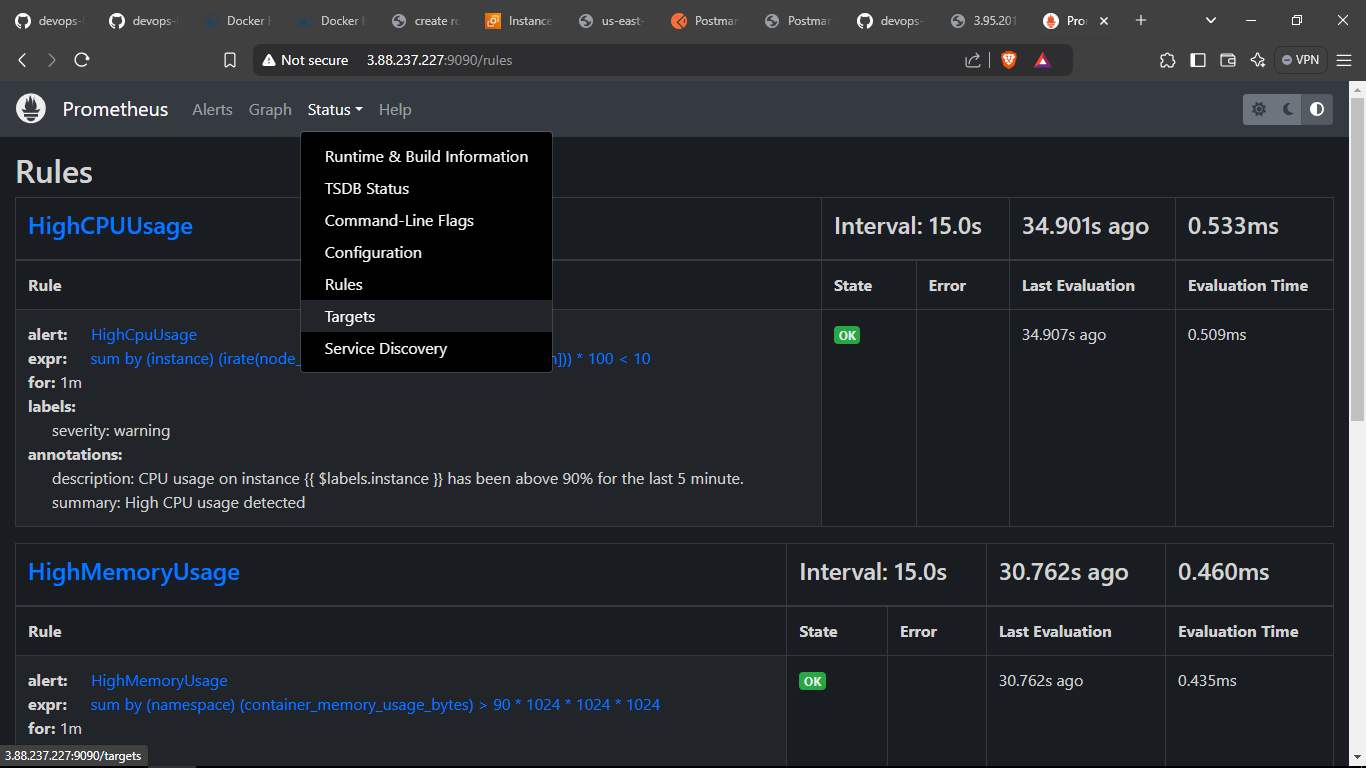 devops-
devops-
Docker
Docker
create ro
Instance
us-east-
Postmar
Postmar
devops-
3.95.201
Pro
Not secure 3.88.237.227:9090/rules
VPN
Prometheus Alerts Graph Status Help
Runtime & Build Information
TSDB Status
Command-Line Flags
Configuration
Rules
Targets
Service Discovery
Rules
HighCPUUsage Interval: 15.0s 34.901s ago 0.533ms
Rule State Error Last Evaluation Evaluation Time
alert: HighCpuUsage OK 34.907s ago 0.509ms
expr: sum by (instance) (irate(node_ ])) * 100 < 10
for: 1m
labels:
severity: warning
annotations:
description: CPU usage on instance {{ $labels.instance }} has been above 90% for the last 5 minute.
summary: High CPU usage detected
HighMemoryUsage Interval: 15.0s 30.762s ago 0.460ms
Rule State Error Last Evaluation Evaluation Time
alert: HighMemoryUsage OK 30.762s ago 0.435ms
expr: sum by (namespace) (container_memory_usage_bytes) > 90 * 1024 * 1024 * 1024
for: 1m
3.88.237.227:9090/targets